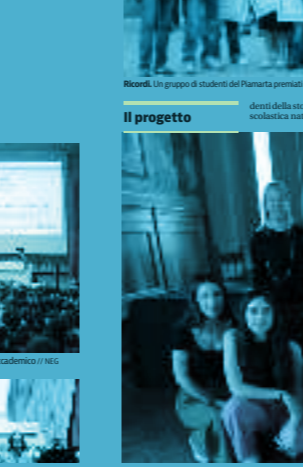 Ricordi. Un gruppo di studenti del Piamarta premiati
Il progetto
denti della sto
scolastica nat
cademico // NEG